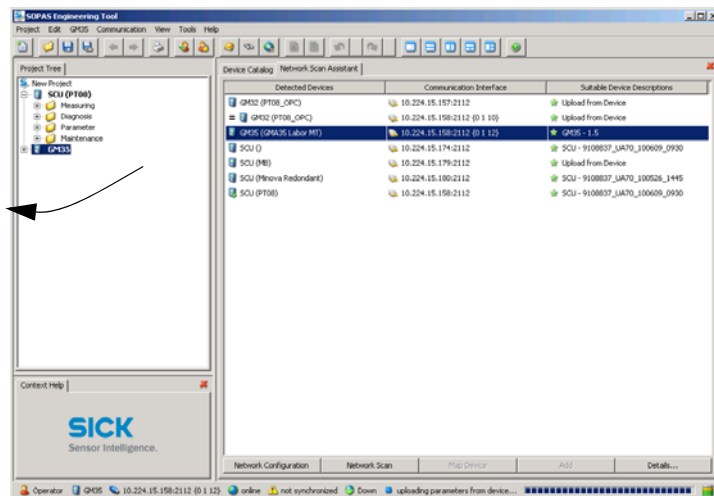 SOPAS Engineering Tool
Project Edit GM35 Communication View Tools Help
Project Tree
Device Catalog Network Scan Assistant
New Project
SCU (PT08)
Measuring
Diagnosis
Parameter
Maintenance
GM35
Detected Devices Communication Interface Suitable Device Descriptions
GM32 (PT08_OPC) 10.224.15.157:2112 Upload from Device
= GM32 (PT08_OPC) 10.224.15.158:2112 {0 1 10} Upload from Device
GM35 (GMA35 Labor MT) 10.224.15.158:2112 {0 1 12} GM35 - 1.5
SCU () 10.224.15.174:2112 SCU - 9108837_UA70_100609_0930
SCU (MB) 10.224.15.179:2112 Upload from Device
SCU (Minova Redondant) 10.224.15.180:2112 SCU - 9108837_UA70_100526_1445
SCU (PT08) 10.224.15.158:2112 SCU - 9108837_UA70_100609_0930
Context Help
SICK
Sensor Intelligence.
Network Configuration Network Scan Map Device Add Details...
Operator GM35 10.224.15.158:2112 {0 1 12} online not synchronized Down uploading parameters from device...